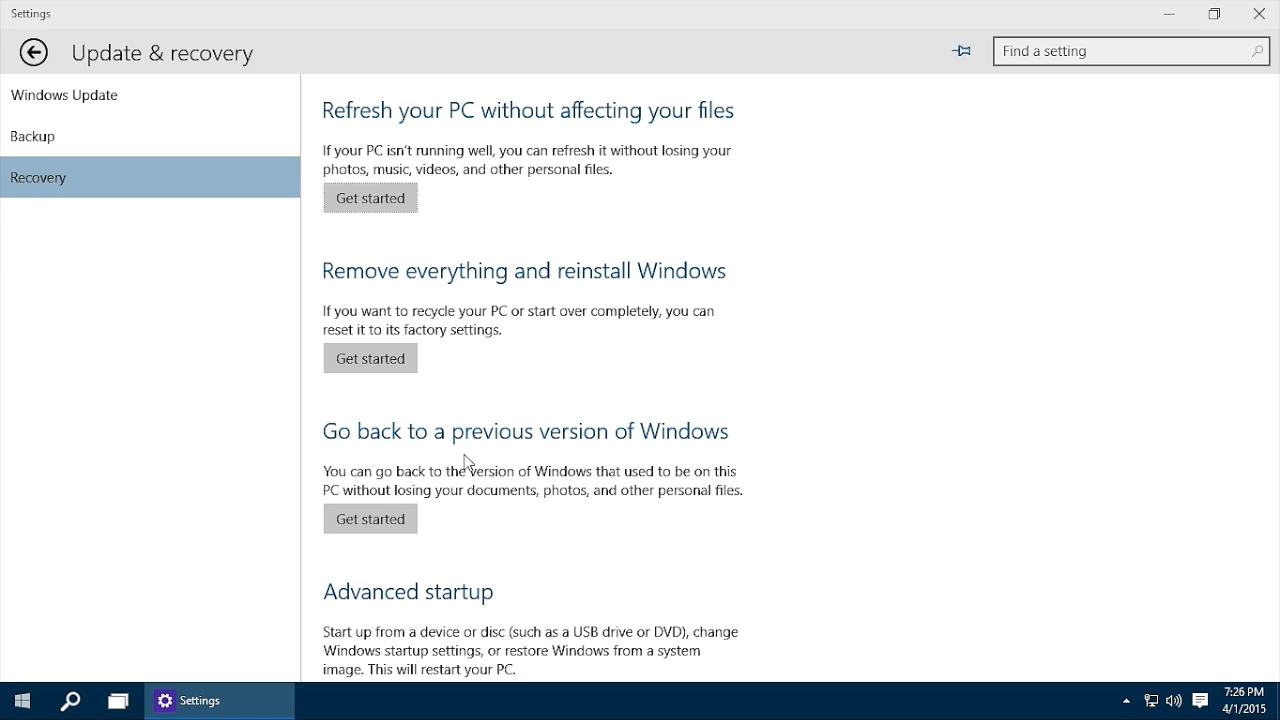 Settings
Update & recovery
Find a setting
Windows Update
Backup
Recovery
Refresh your PC without affecting your files
If your PC isn't running well, you can refresh it without losing your
photos, music, videos, and other personal files.
Get started
Remove everything and reinstall Windows
If you want to recycle your PC or start over completely, you can
reset it to its factory settings.
Get started
Go back to a previous version of Windows
You can go back to the version of Windows that used to be on this
PC without losing your documents, photos, and other personal files.
Get started
Advanced startup
Start up from a device or disc (such as a USB drive or DVD), change
Windows startup settings, or restore Windows from a system
image. This will restart your PC.
Settings
7:26 PM
4/1/2015